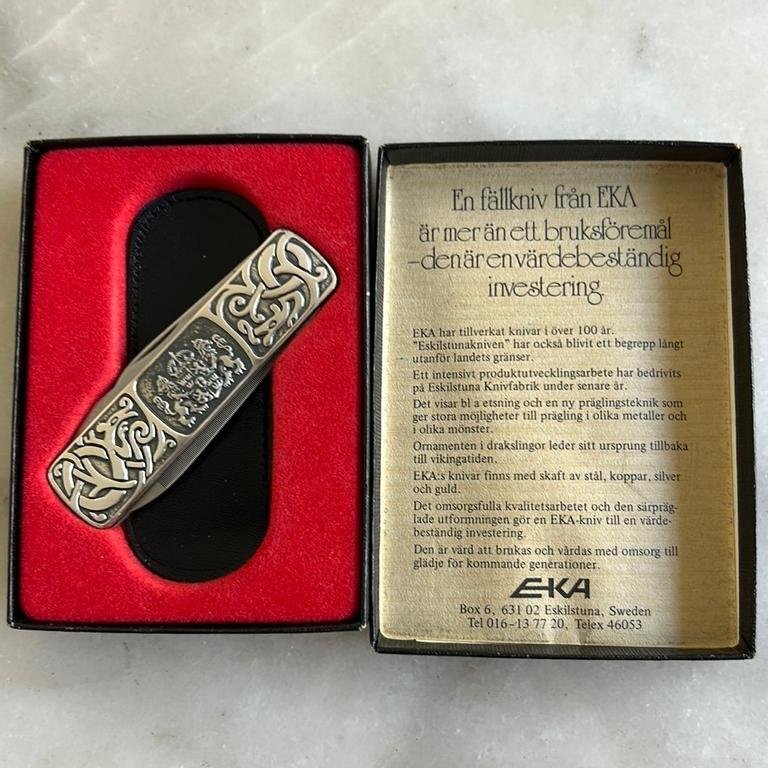 En fällkniv från EKA
är mer än ett bruksföremål
–den är en värdebeständig
investering.
EKA har tillverkat knivar i över 100 år.
"Eskilstunakniven" har också blivit ett begrepp långt
utanför landets gränser.
Ett intensivt produktutvecklingsarbete har bedrivits
på Eskilstuna Knivfabrik under senare år.
Det visar bl a etsning och en ny präglingsteknik som
ger stora möjligheter till prägling i olika metaller och
i olika mönster.
Ornamenten i drakslingor leder sitt ursprung tillbaka
till vikingatiden.
EKA:s knivar finns med skaft av stål, koppar, silver
och guld.
Det omsorgsfulla kvalitetsarbetet och den särpräg-
lade utformningen gör en EKA-kniv till en värde-
beständig investering.
Den är värd att brukas och vårdas med omsorg till
glädje för kommande generationer.
EKA
Box 6, 631 02 Eskilstuna, Sweden
Tel 016-13 77 20, Telex 46053